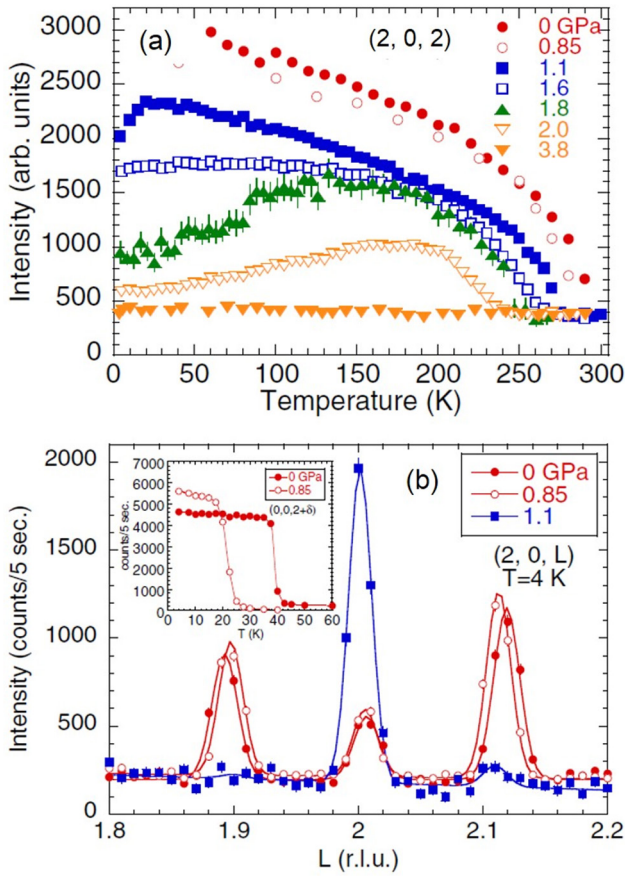 (a)
(2, 0, 2)
0 GPa
0.85
1.1
1.6
1.8
2.0
3.8
Intensity (arb. units)
3000
2500
2000
1500
1000
500
0
0 50 100 150 200 250 300
Temperature (K)
(b)
0 GPa
0.85
1.1
(2, 0, L)
T=4 K
Intensity (counts/5 sec.)
2000
1500
1000
500
0
1.8 1.9 2 2.1 2.2
L (r.l.u.)
counts/5 sec.
7000
6000
5000
4000
3000
2000
1000
0
0 10 20 30 40 50 60
T (K)
0 GPa
0.85
(0,0,2+δ)